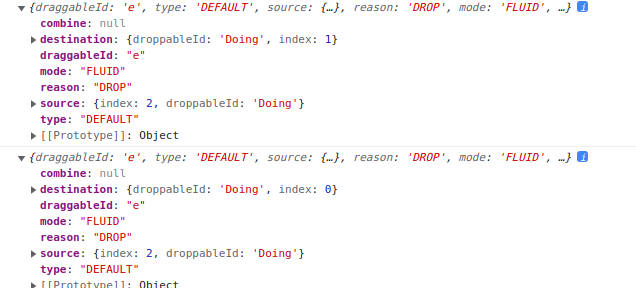 ▼ {draggableId: 'e', type: 'DEFAULT', source: {…}, reason: 'DROP', mode: 'FLUID', …} i
combine: null
▶ destination: {droppableId: 'Doing', index: 1}
draggableId: "e"
mode: "FLUID"
reason: "DROP"
▶ source: {index: 2, droppableId: 'Doing'}
type: "DEFAULT"
▶ [[Prototype]]: Object
▼ {draggableId: 'e', type: 'DEFAULT', source: {…}, reason: 'DROP', mode: 'FLUID', …} i
combine: null
▶ destination: {droppableId: 'Doing', index: 0}
draggableId: "e"
mode: "FLUID"
reason: "DROP"
▶ source: {index: 2, droppableId: 'Doing'}
type: "DEFAULT"
▶ [[Prototype]]: Object